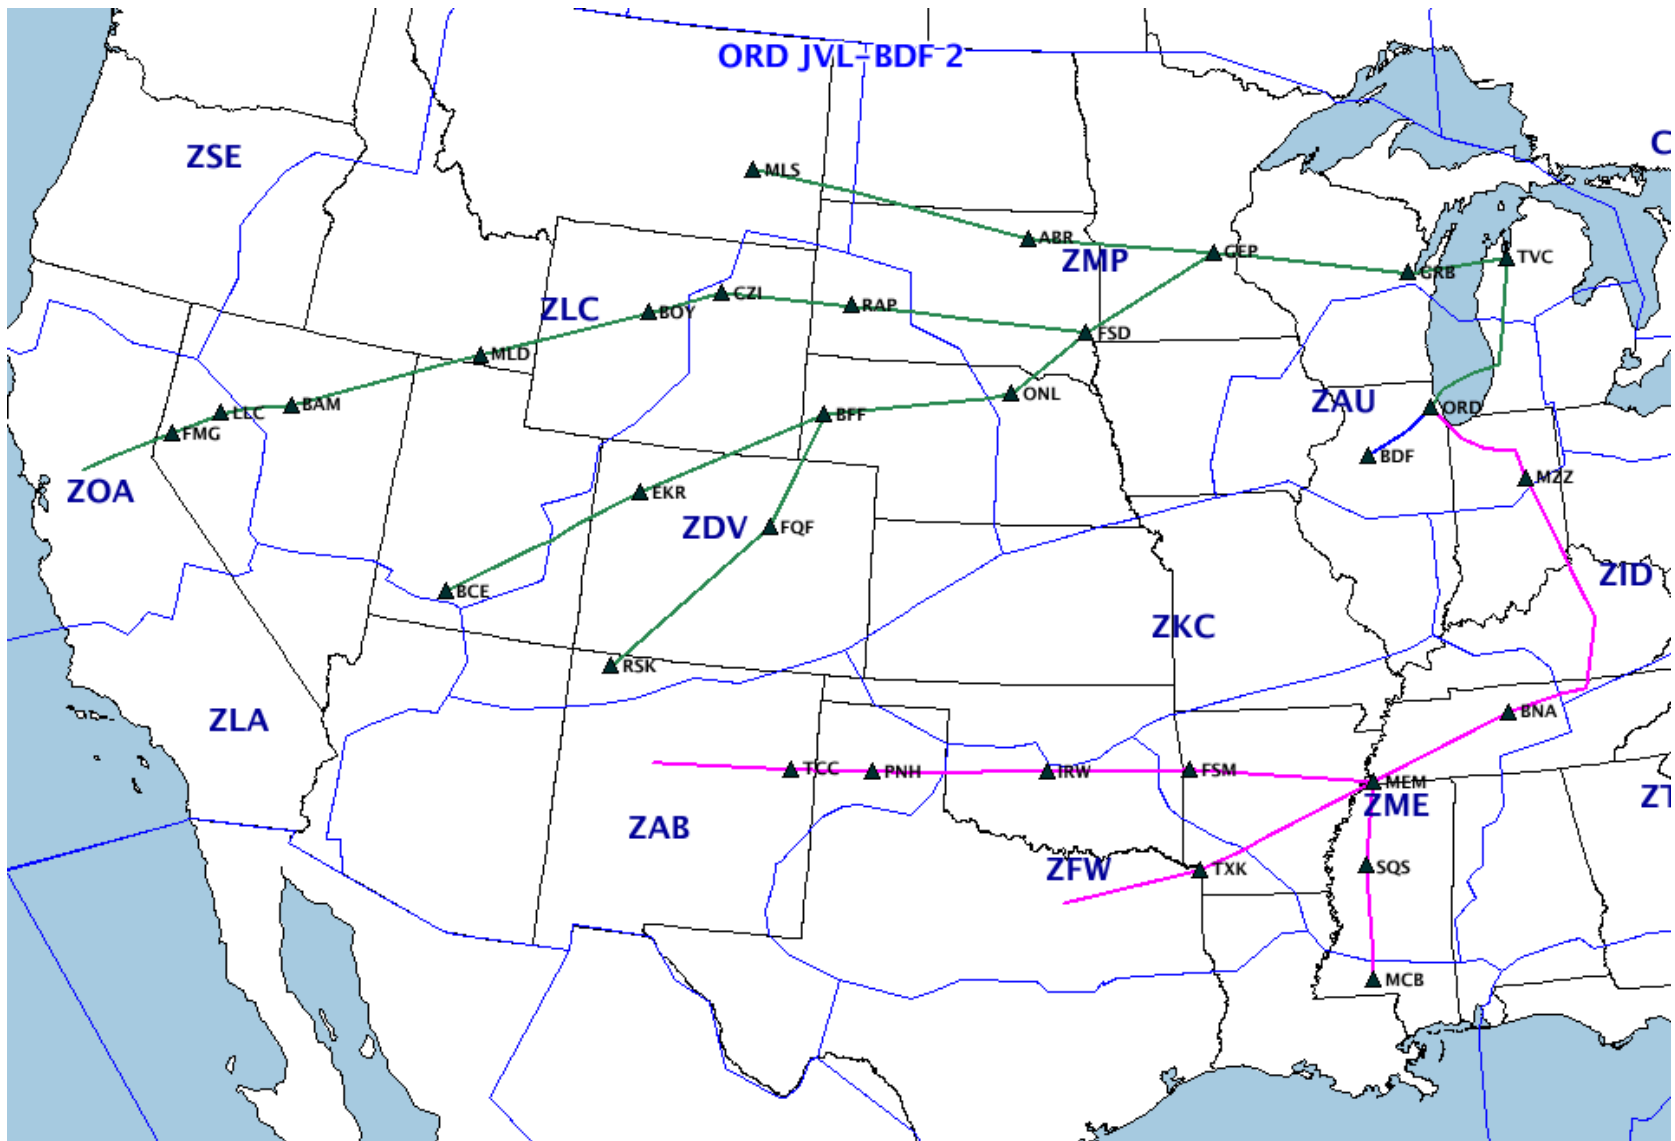 ORD JVL-BDF 2
C
ZSE
MLS
ABR
GEP
ZMP
GRB
TVC
CZI
ZLC
BOY
RAP
FSD
MLD
ONL
ZAU
LLC
BAM
BFF
ORD
FMG
BDF
ZOA
EKR
MZZ
ZDV
FQF
ZID
BCE
ZKC
RSK
ZLA
BNA
TCC
PNH
IRW
FSM
MEM
ZME
ZT
ZAB
ZFW
TXK
SQS
MCB